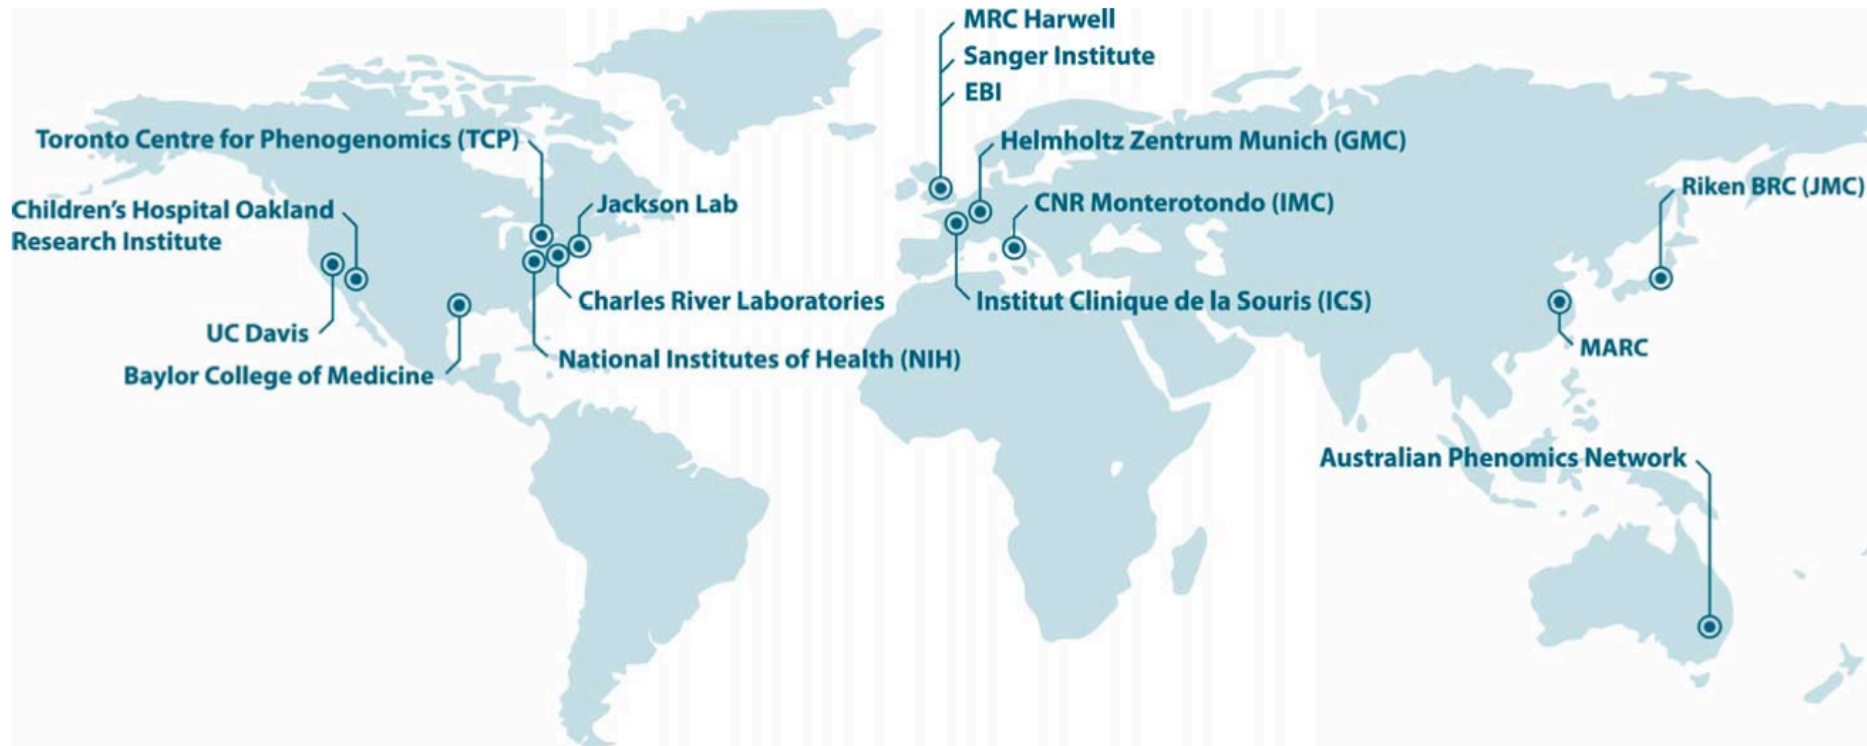 MRC Harwell
Sanger Institute
EBI
Toronto Centre for Phenogenomics (TCP)
Helmholtz Zentrum Munich (GMC)
Children's Hospital Oakland
Research Institute
Jackson Lab
CNR Monterotondo (IMC)
Riken BRC (JMC)
Charles River Laboratories
Institut Clinique de la Souris (ICS)
UC Davis
MARC
National Institutes of Health (NIH)
Baylor College of Medicine
Australian Phenomics Network